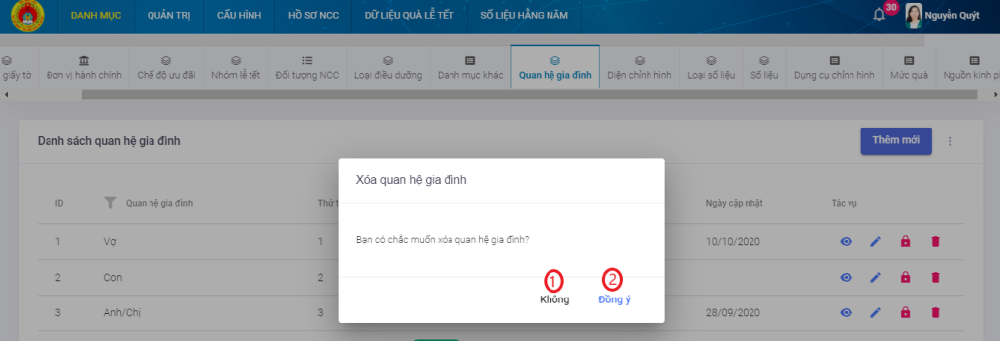 DANH MỤC QUẢN TRỊ CẤU HÌNH HỒ SƠ NCC DỮ LIỆU QUÀ LỄ TẾT SỐ LIỆU HẰNG NĂM 30 Nguyễn Quýt
giấy tờ Đơn vị hành chính Chế độ ưu đãi Nhóm lễ tết Đối tượng NCC Loại điều dưỡng Danh mục khác Quan hệ gia đình Diện chỉnh hình Loại số liệu Số liệu Dụng cụ chỉnh hình Mức quà Nguồn kinh
Danh sách quan hệ gia đình Thêm mới
Xóa quan hệ gia đình
ID Quan hệ gia đình Thứ Ngày cập nhật Tác vụ
1 Vợ 1 10/10/2020
Bạn có chắc muốn xóa quan hệ gia đình?
2 Con 2
1 2
Không Đồng ý
3 Anh/Chị 3 28/09/2020